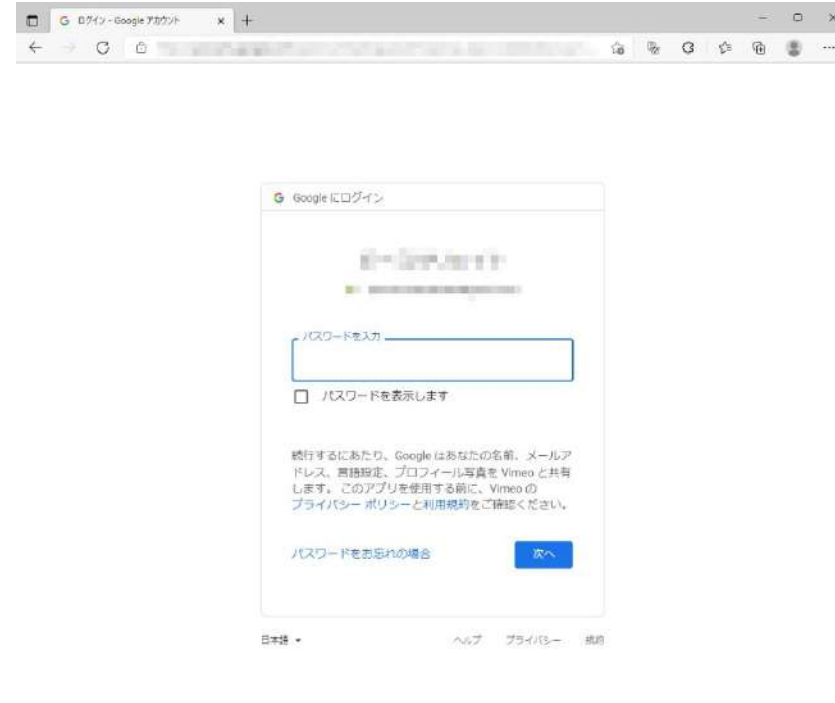 ログイン - Google アカウント
Google にログイン
パスワードを入力
パスワードを表示します
続行するにあたり、Google はあなたの名前、メールア
ドレス、言語設定、プロフィール写真を Vimeo と共有
します。このアプリを使用する前に、Vimeo の
プライバシー ポリシーと利用規約をご確認ください。
パスワードをお忘れの場合
次へ
日本語
ヘルプ プライバシー 規約